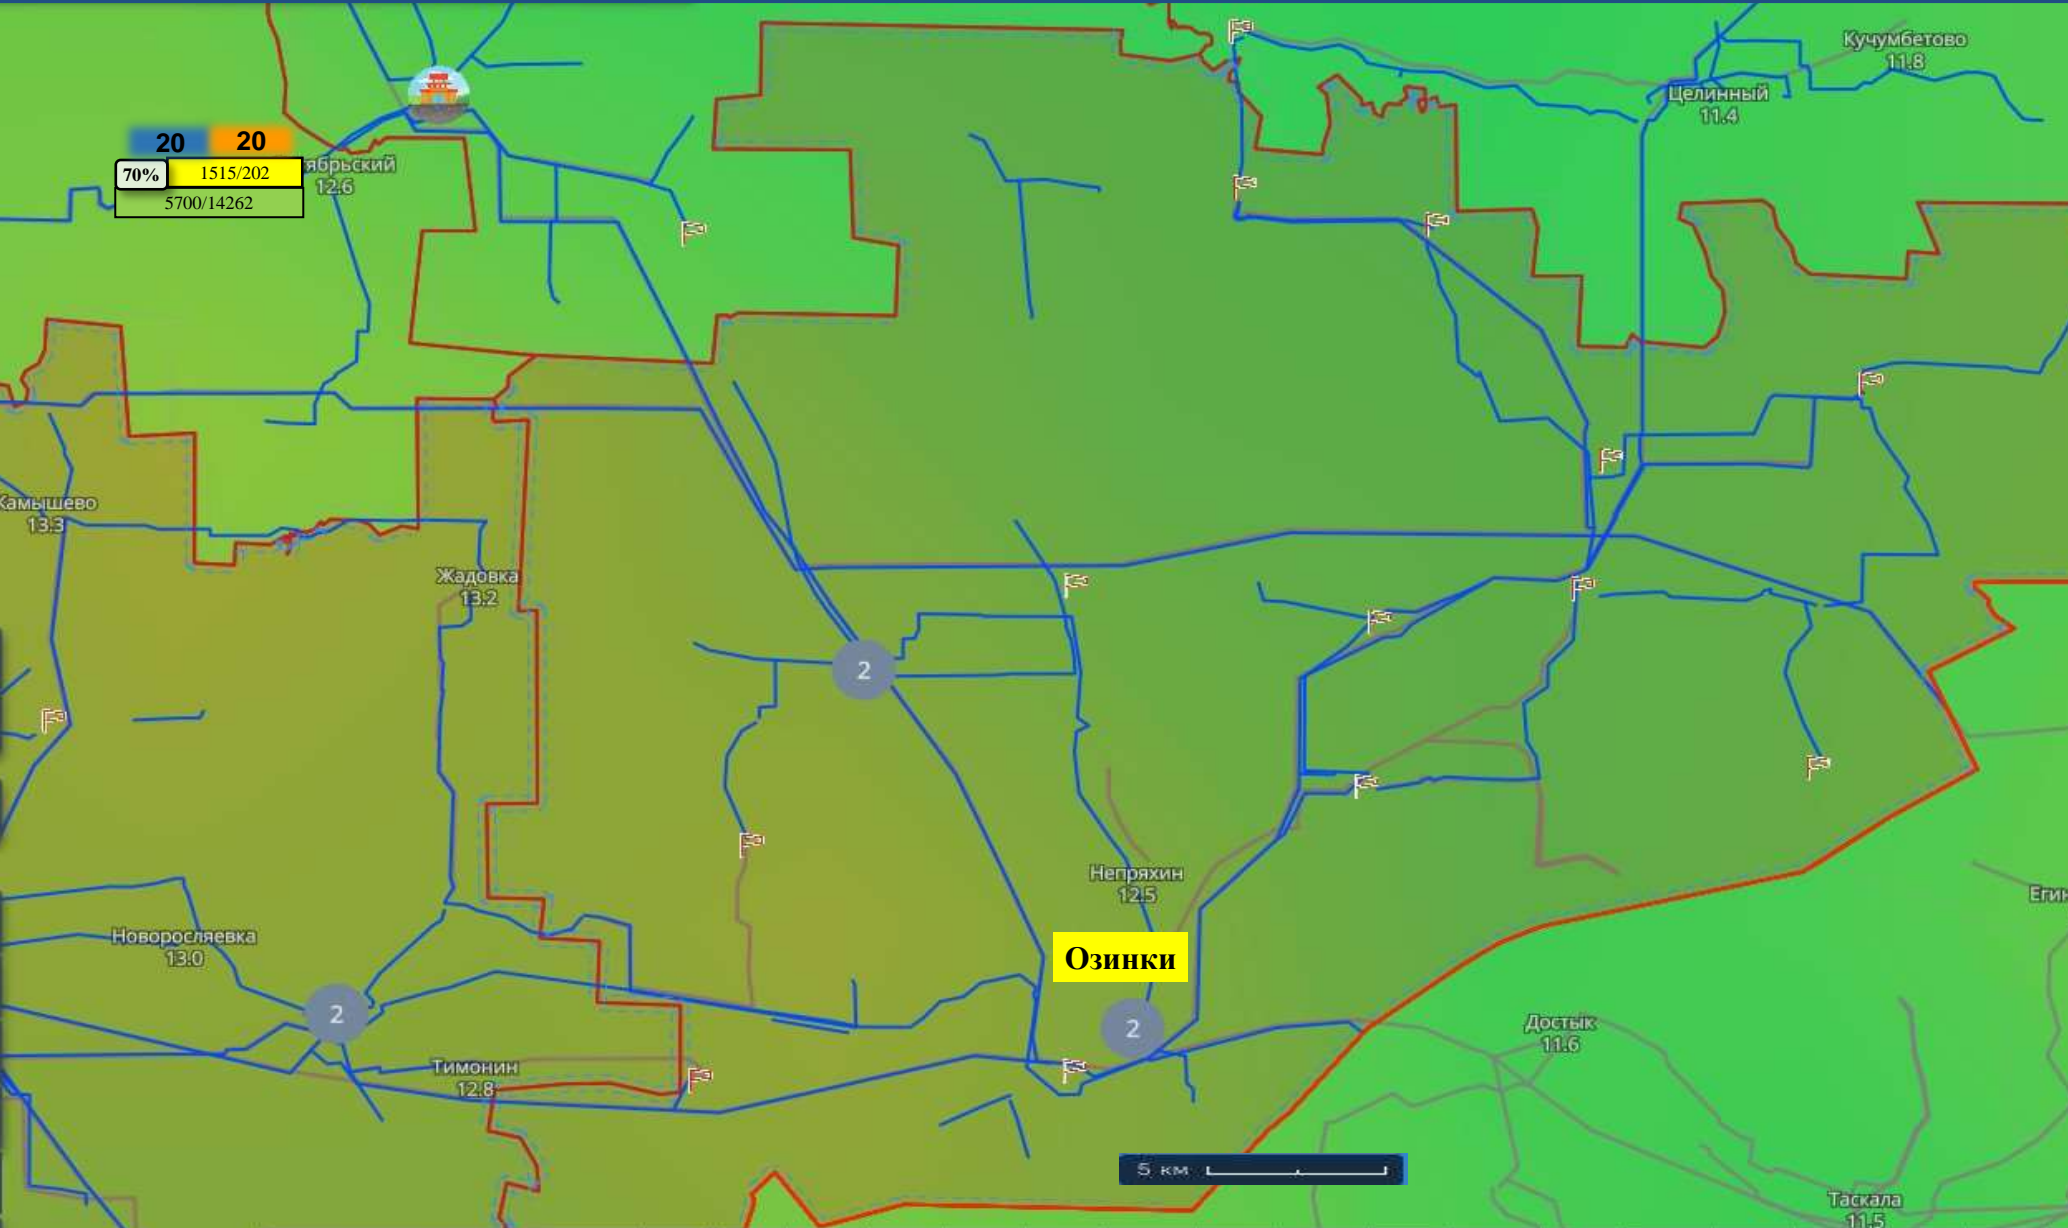 Кучумбетово
11.8
Целинный
11.4
20 20
ябрьский
12.6
70% 1515/202
5700/14262
Камышево
13.3
Жадовка
13.2
2
Непряхин
12.5
Егин
Новоросляевка
13.0
Озинки
2
2
Достык
11.6
Тимонин
12.8
5 км
Таскала
11.5